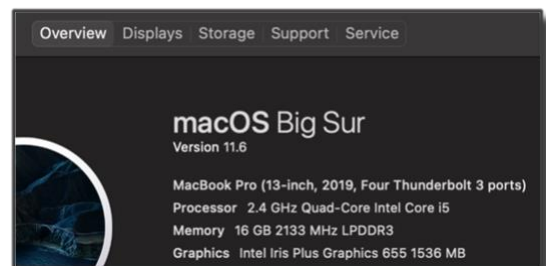 Overview Displays Storage Support Service
macOS Big Sur
Version 11.6
MacBook Pro (13-inch, 2019, Four Thunderbolt 3 ports)
Processor 2.4 GHz Quad-Core Intel Core i5
Memory 16 GB 2133 MHz LPDDR3
Graphics Intel Iris Plus Graphics 655 1536 MB